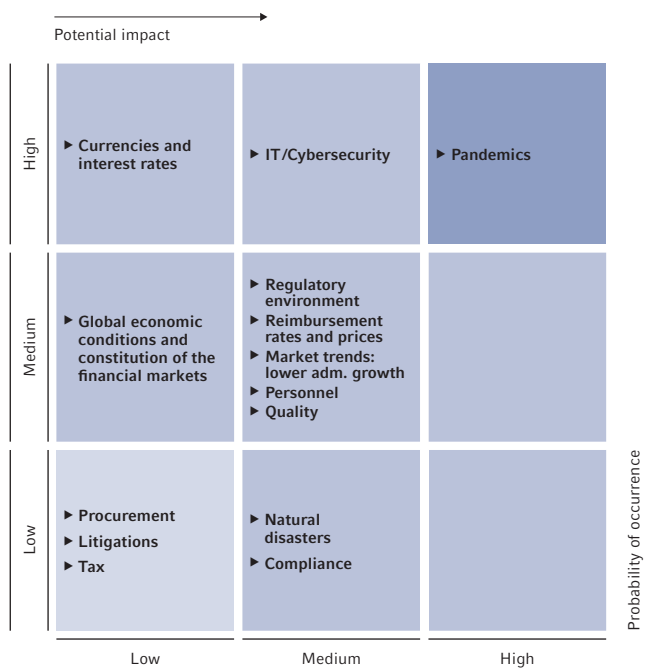 Potential impact
High
▶ Currencies and
interest rates
▶ IT/Cybersecurity
▶ Pandemics
Medium
▶ Global economic
conditions and
constitution of the
financial markets
▶ Regulatory
environment
▶ Reimbursement
rates and prices
▶ Market trends:
lower adm. growth
▶ Personnel
▶ Quality
Low
▶ Procurement
▶ Litigations
▶ Tax
▶ Natural
disasters
▶ Compliance
Probability of occurrence
Low
Medium
High